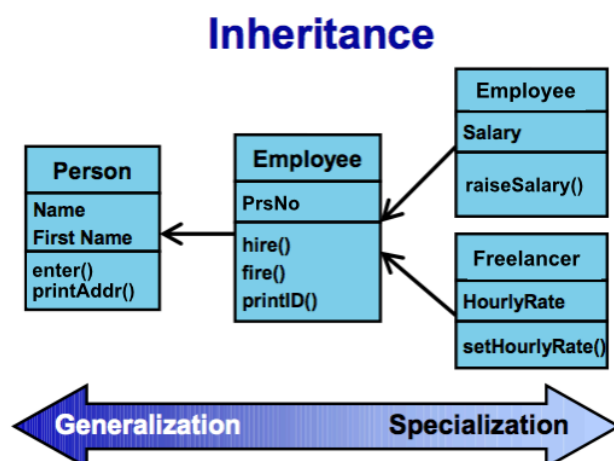 Inheritance
Person
Name
First Name
enter()
printAddr()
Employee
PrsNo
hire()
fire()
printID()
Employee
Salary
raiseSalary()
Freelancer
HourlyRate
setHourlyRate()
Generalization
Specialization